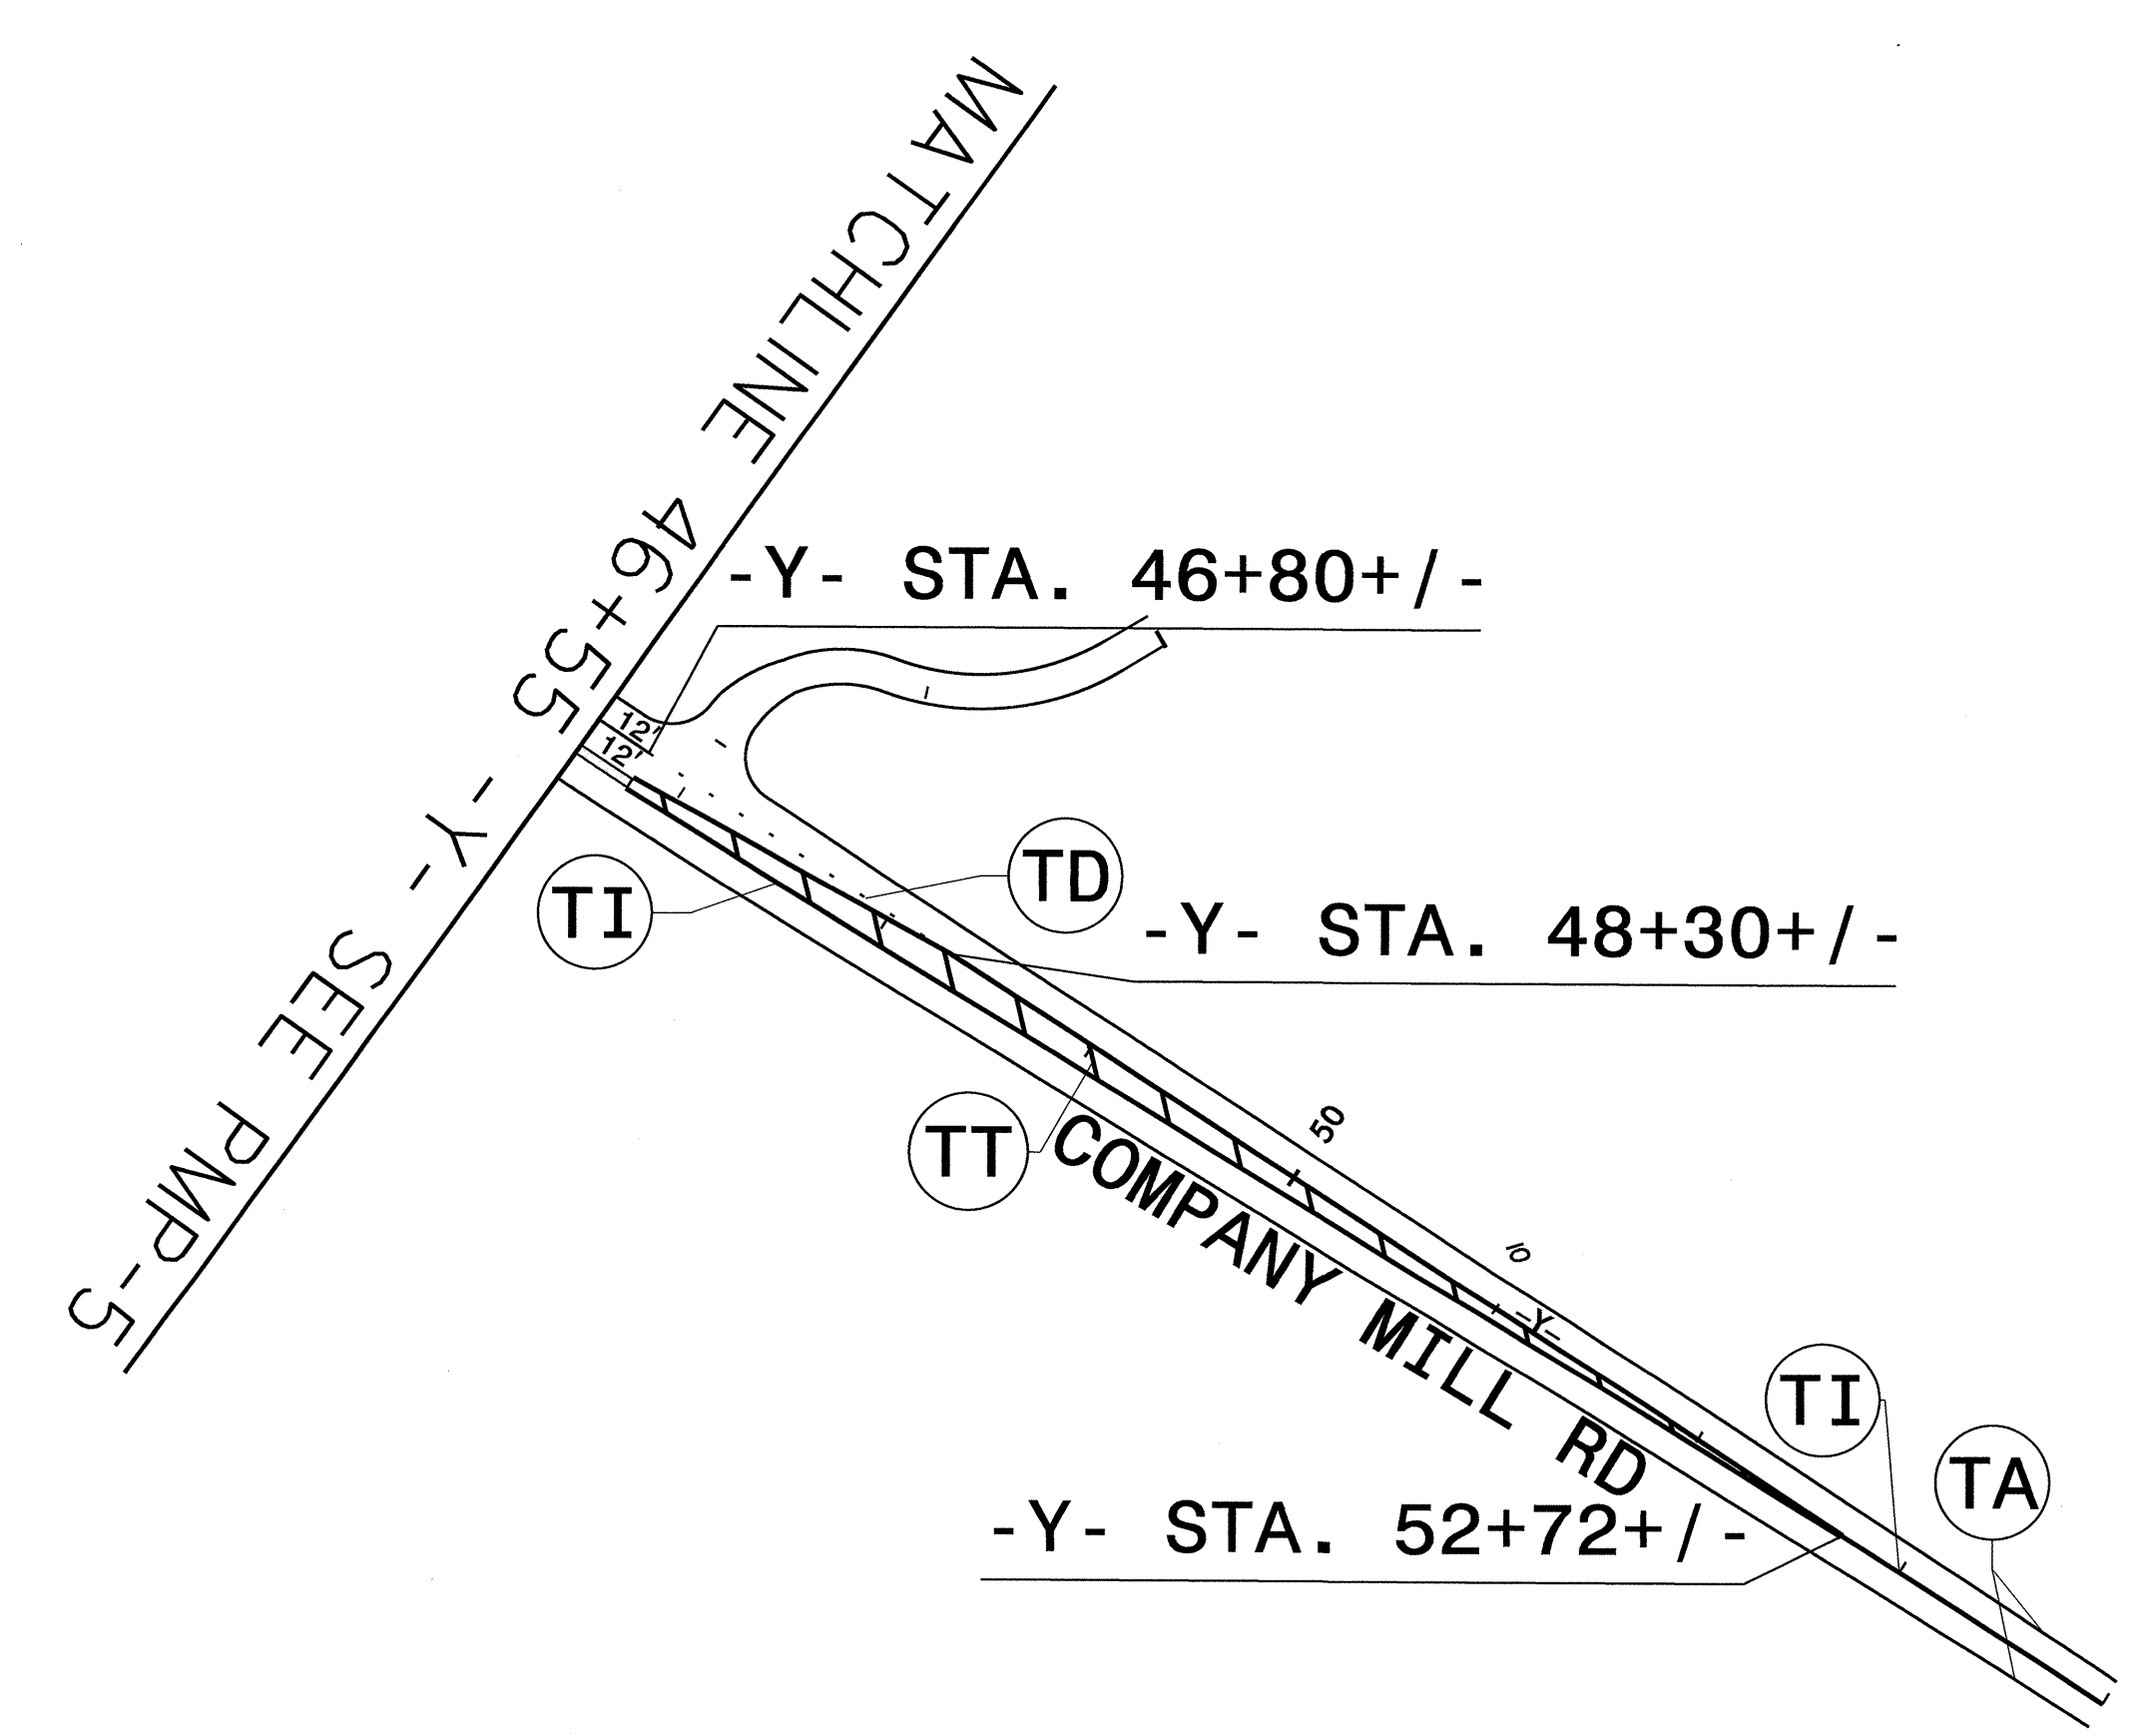 MATCHLINE 46+55 -Y- SEE PMP-5
-Y- STA. 46+80+/-
12'
12'
TD
TI
-Y- STA. 48+30+/-
TT
COMPANY MILL RD
50
10
-Y-
TI
TA
-Y- STA. 52+72+/-